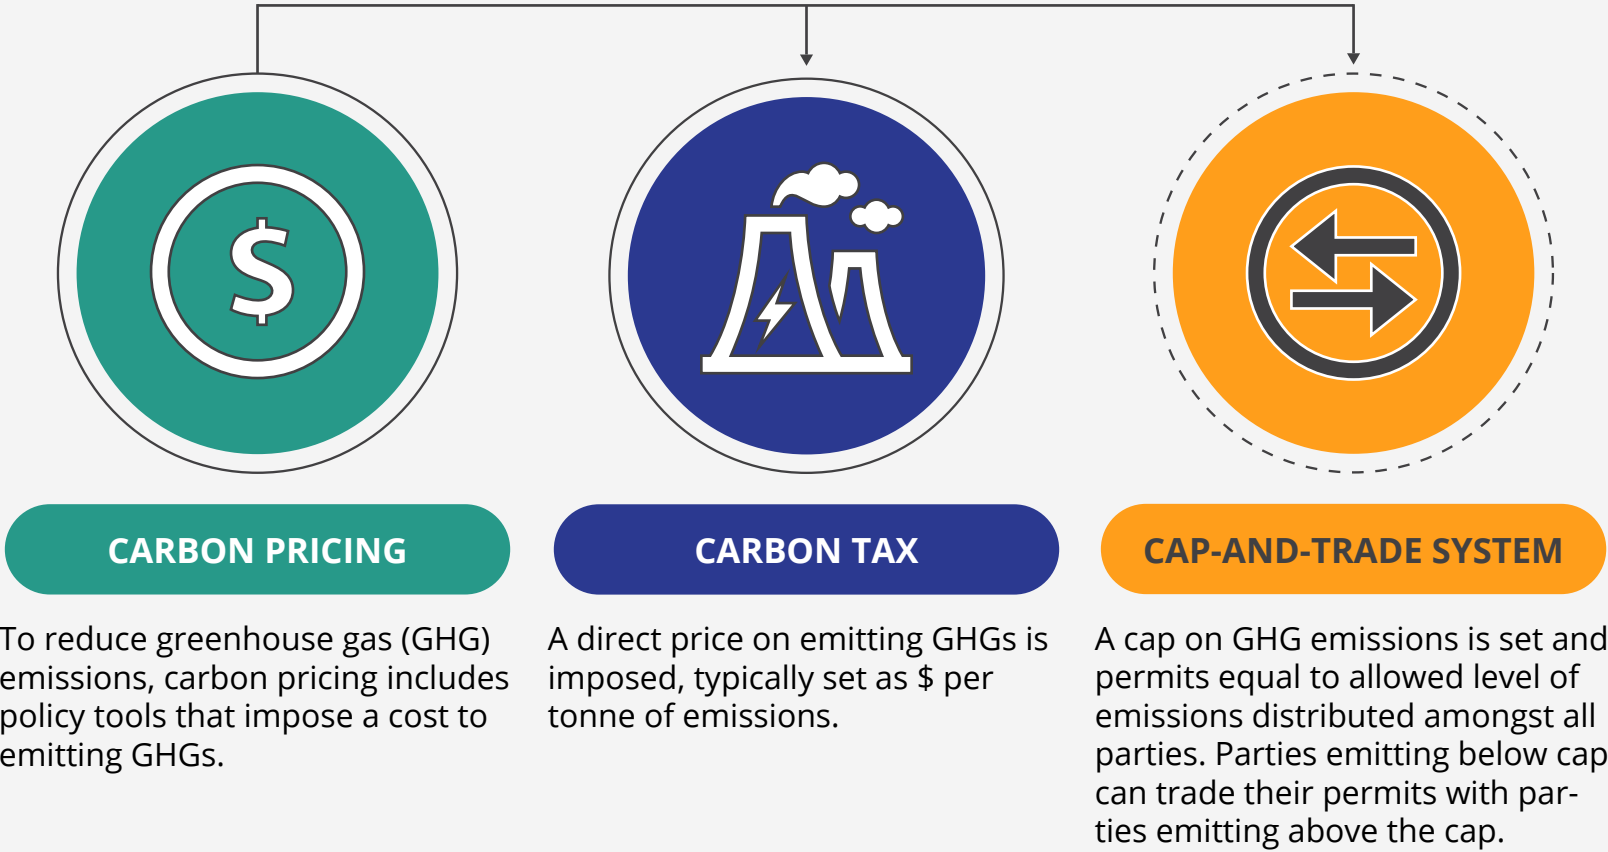 $
CARBON PRICING
To reduce greenhouse gas (GHG)
emissions, carbon pricing includes
policy tools that impose a cost to
emitting GHGs.
CARBON TAX
A direct price on emitting GHGs is
imposed, typically set as $ per
tonne of emissions.
CAP-AND-TRADE SYSTEM
A cap on GHG emissions is set and
permits equal to allowed level of
emissions distributed amongst all
parties. Parties emitting below cap
can trade their permits with par-
ties emitting above the cap.